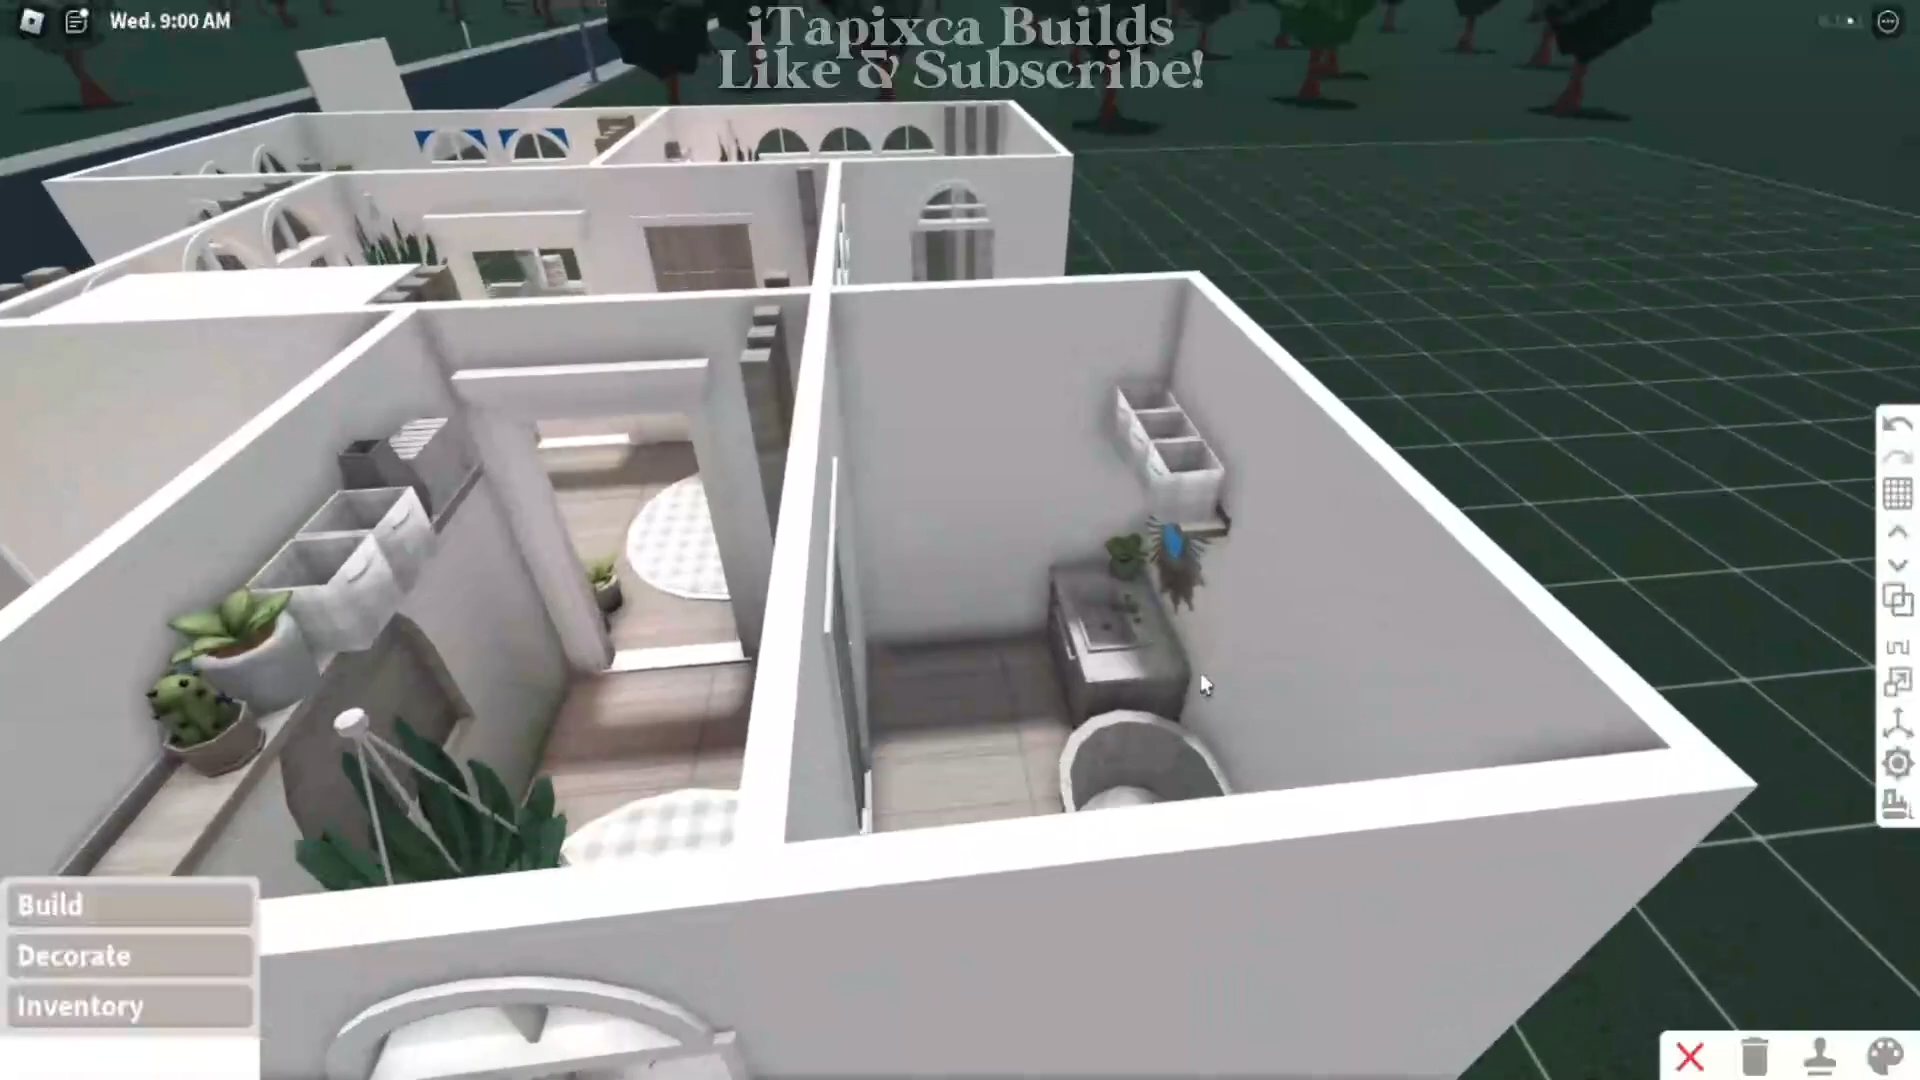 Wed. 9:00 AM
iTapixca Builds
Like & Subscribe!
Build
Decorate
Inventory